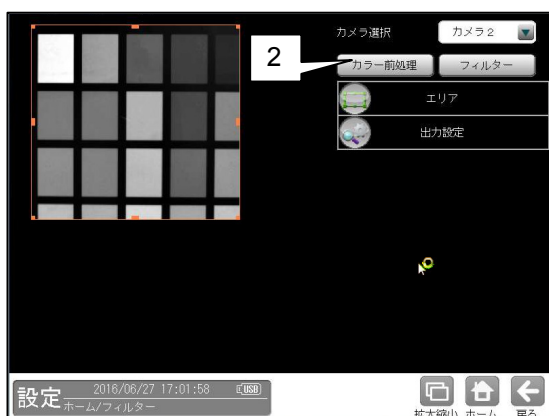 カメラ選択
カメラ2
2
カラー前処理
フィルター
エリア
出力設定
設定
2016/06/27 17:01:58
USB
ホーム/フィルター
拡大縮小
ホーム
戻る